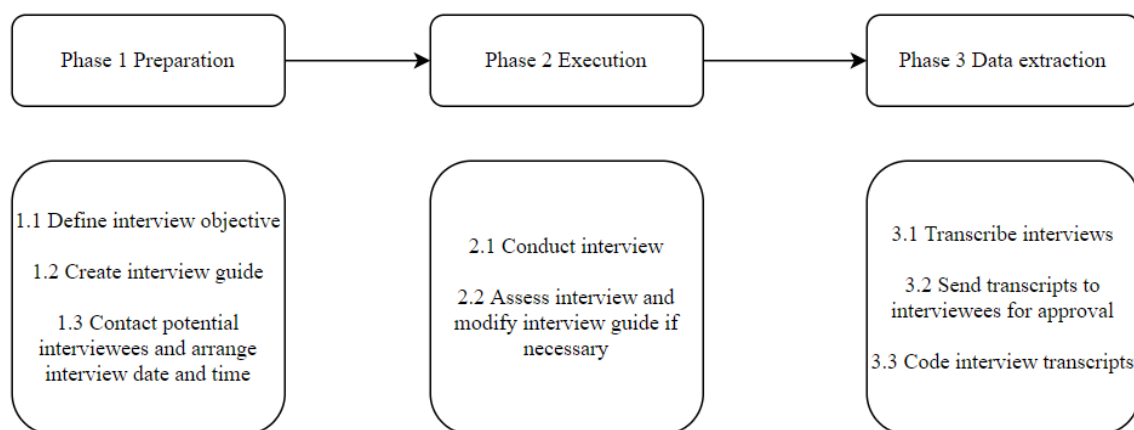 Phase 1 Preparation
Phase 2 Execution
Phase 3 Data extraction
1.1 Define interview objective
1.2 Create interview guide
1.3 Contact potential
interviewees and arrange
interview date and time
2.1 Conduct interview
2.2 Assess interview and
modify interview guide if
necessary
3.1 Transcribe interviews
3.2 Send transcripts to
interviewees for approval
3.3 Code interview transcripts